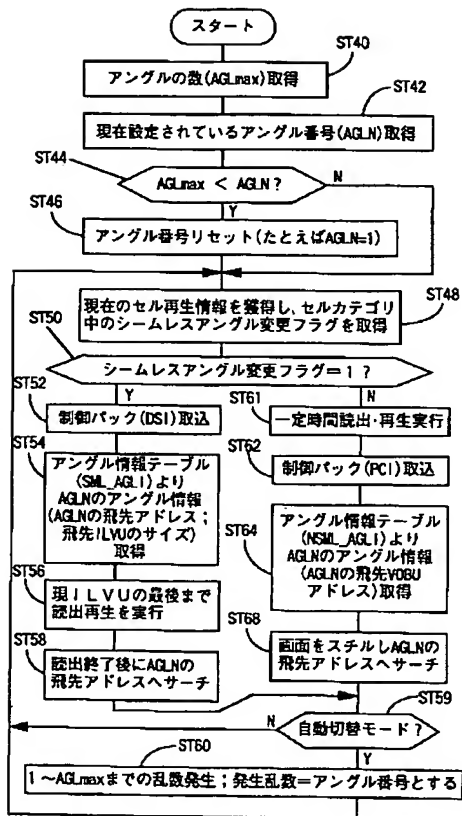 スタート
ST40
アングルの数(AGLmax)取得
ST42
現在設定されているアングル番号(AGLN)取得
ST44
AGLmax < AGLN ?
N
Y
ST46
アングル番号リセット(たとえばAGLN=1)
ST48
現在のセル再生情報を獲得し、セルカテゴリ
中のシームレスアングル変更フラグを取得
ST50
シームレスアングル変更フラグ=1 ?
Y
N
ST52
制御パック(DSI)取込
ST54
アングル情報テーブル
(SML_AGLI)より
AGLNのアングル情報
(AGLNの飛先アドレス;
飛先ILVUのサイズ)
取得
ST56
現ILVUの最後まで
読出再生を実行
ST58
読出終了後にAGLNの
飛先アドレスへサーチ
ST61
一定時間読出・再生実行
ST62
制御パック(PCI)取込
ST64
アングル情報テーブル
(NSML_AGLI)より
AGLNのアングル情報
(AGLNの飛先VOBU
アドレス)取得
ST68
画面をスチルしAGLNの
飛先アドレスへサーチ
ST59
N
自動切替モード?
Y
ST60
1〜AGLmaxまでの乱数発生;発生乱数=アングル番号とする